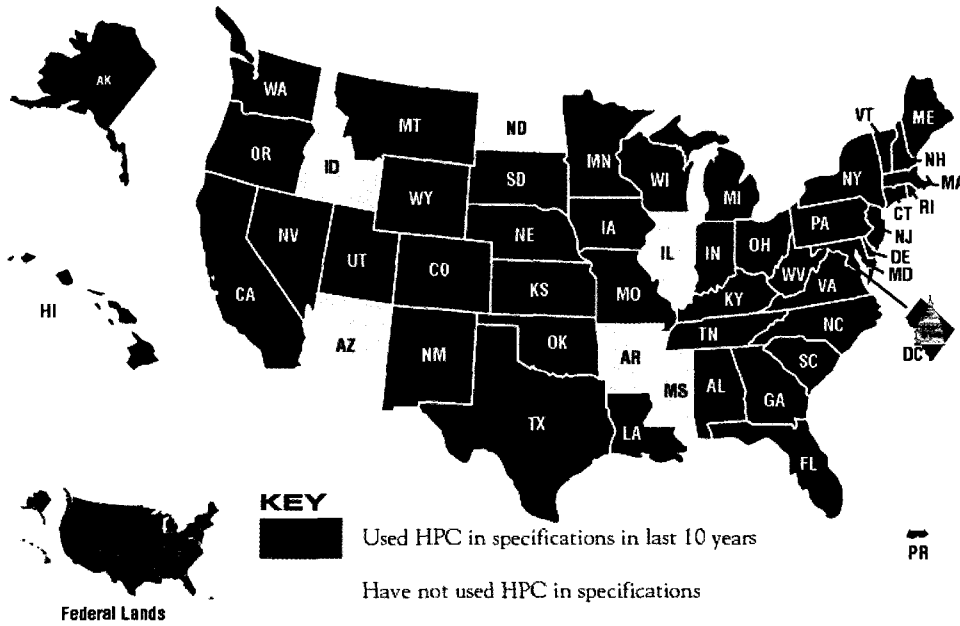 AK
WA
MT
ND
MN
VT
ME
OR
ID
SD
WI
MI
NY
NH
MA
WY
CT
RI
NV
NE
IA
PA
NJ
UT
CO
IL
IN
OH
DE
MD
CA
KS
MO
WV
VA
KY
HI
AZ
NM
OK
AR
TN
NC
DC
MS
AL
SC
GA
TX
LA
FL
KEY
Used HPC in specifications in last 10 years
PR
Have not used HPC in specifications
Federal Lands